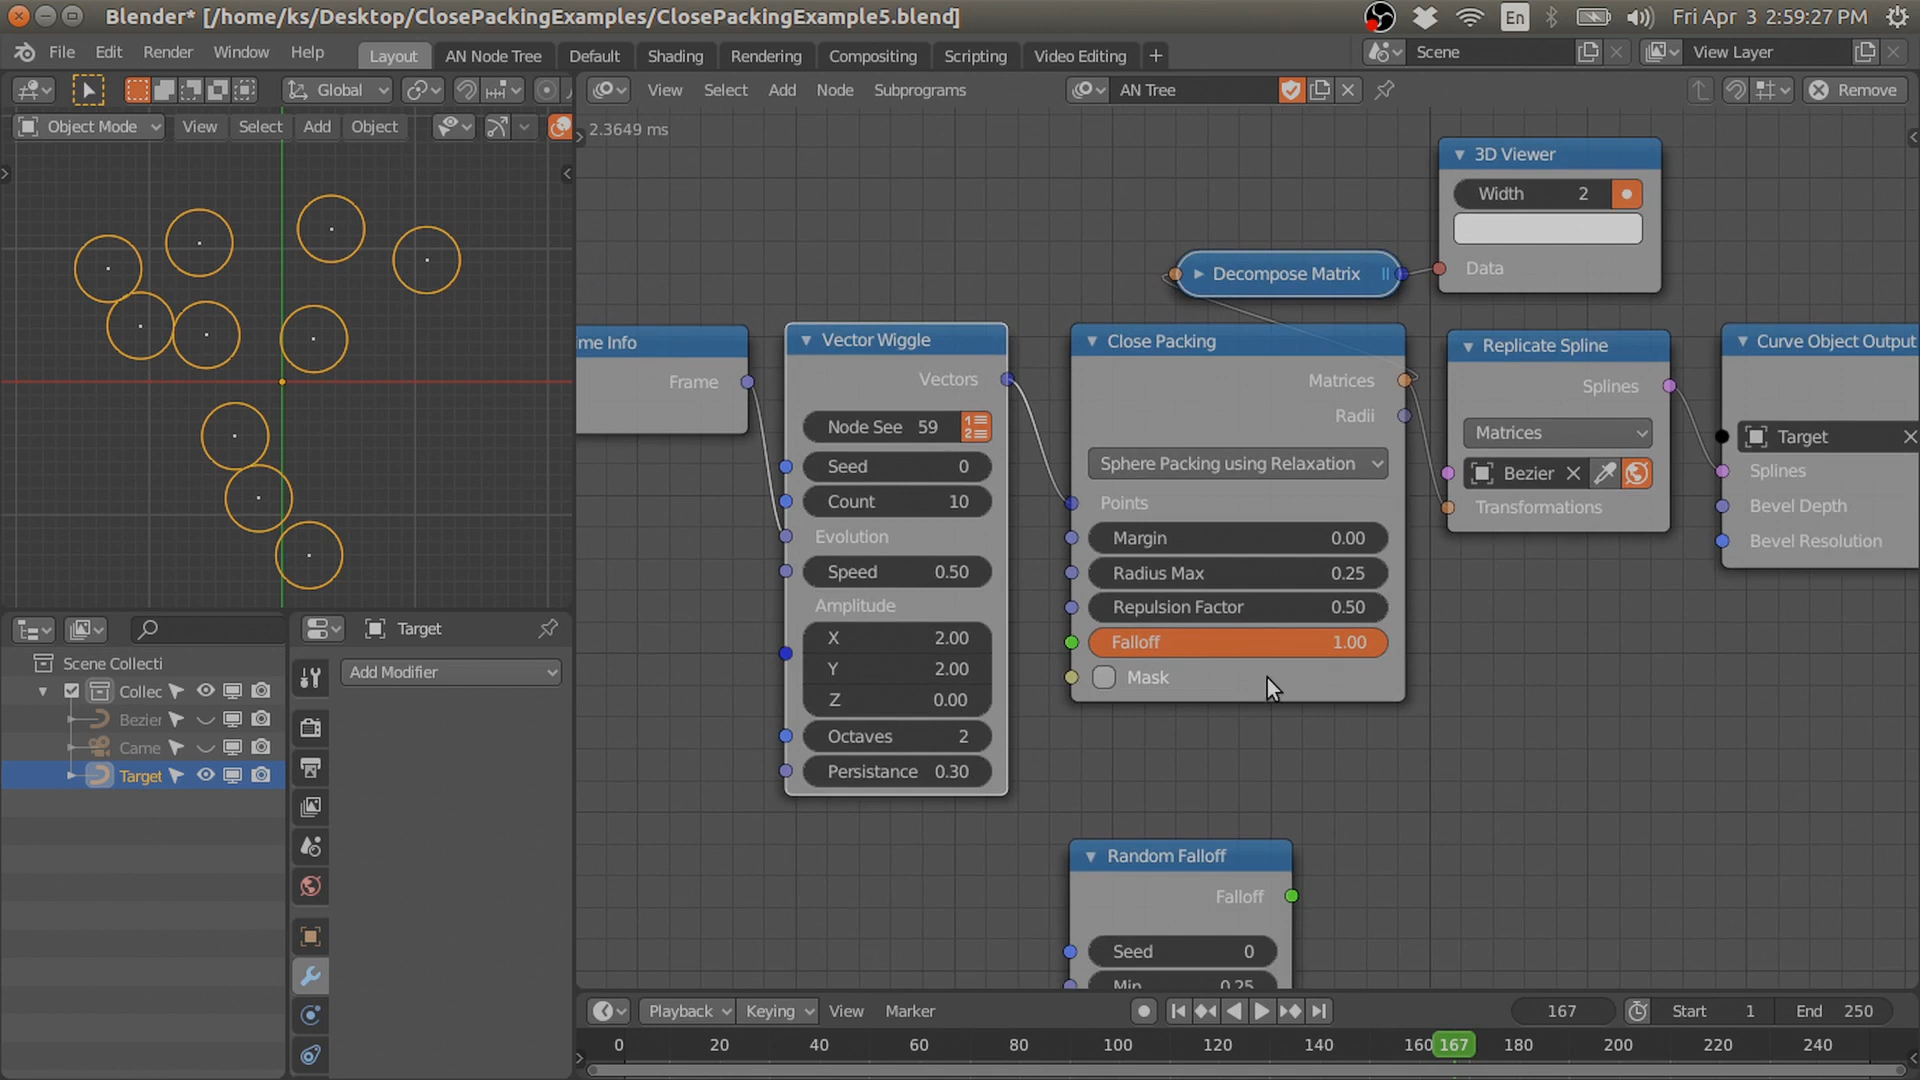 Blender* [/home/ks/Desktop/ClosePackingExamples/ClosePackingExample5.blend]
En
Fri Apr 3 2:59:27 PM
File Edit Render Window Help
Layout AN Node Tree Default Shading Rendering Compositing Scripting Video Editing +
Scene
View Layer
Global
View Select Add Node Subprograms
AN Tree
Remove
Object Mode View Select Add Object
2.3649 ms
3D Viewer
Width 2
Data
Decompose Matrix
me Info
Frame
Vector Wiggle
Vectors
Node See 59
Seed 0
Count 10
Evolution
Speed 0.50
Amplitude
X 2.00
Y 2.00
Z 0.00
Octaves 2
Persistance 0.30
Close Packing
Matrices
Radii
Sphere Packing using Relaxation
Points
Margin 0.00
Radius Max 0.25
Repulsion Factor 0.50
Falloff 1.00
Mask
Replicate Spline
Splines
Matrices
Bezier
Transformations
Curve Object Output
Target
Splines
Bevel Depth
Bevel Resolution
Random Falloff
Falloff
Seed 0
Min 0.25
Scene Collecti
Collec
Bezier
Came
Target
Target
Add Modifier
Playback Keying View Marker
167
Start 1
End 250
0 20 40 60 80 100 120 140 160 167 180 200 220 240